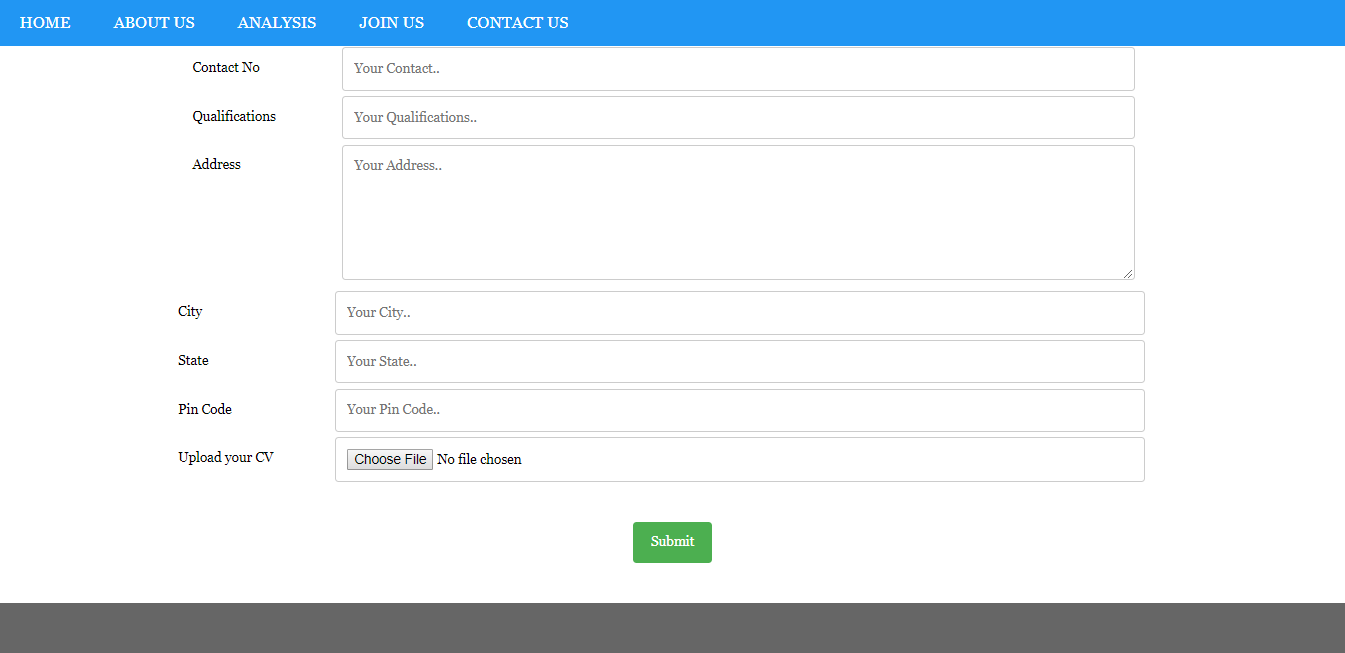 HOME ABOUT US ANALYSIS JOIN US CONTACT US
Contact No Your Contact..
Qualifications Your Qualifications..
Address Your Address..
City Your City..
State Your State..
Pin Code Your Pin Code..
Upload your CV Choose File No file chosen
Submit